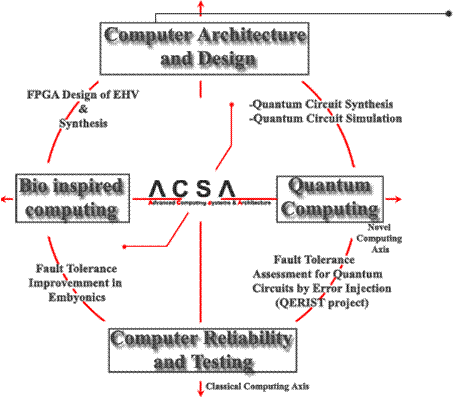 Computer Architecture
and Design
FPGA Design of EHV
&
Synthesis
-Quantum Circuit Synthesis
-Quantum Circuit Simulation
Bio inspired
computing
ACSA
Advanced Computing Systems & Architecture
Quantum
Computing
Novel
Computing
Axis
Fault Tolerance
Improvemment in
Embyonics
Fault Tolerance
Assessment for Quantum
Circuits by Error Injection
(QERIST project)
Computer Reliability
and Testing
Classical Computing Axis